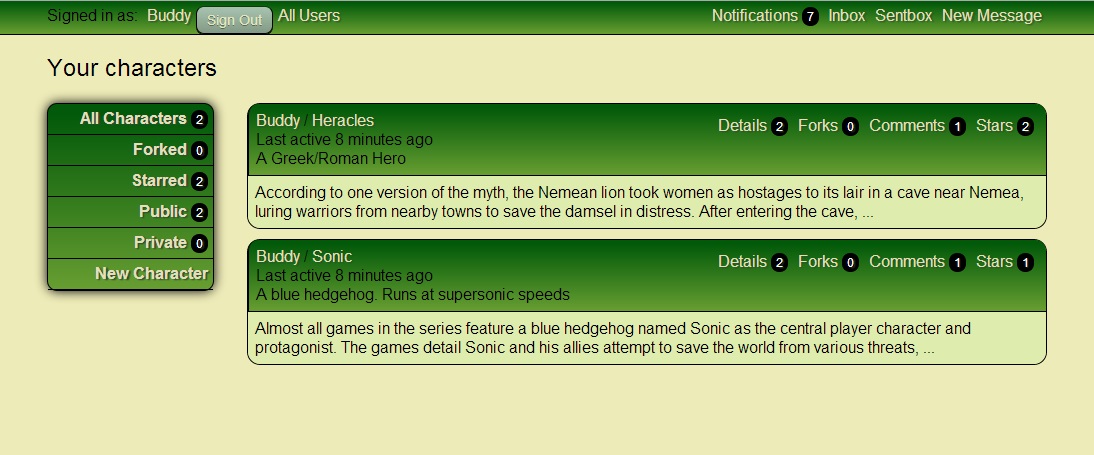 Signed in as: Buddy Sign Out All Users Notifications 7 Inbox Sentbox New Message
Your characters
All Characters 2
Forked 0
Starred 2
Public 2
Private 0
New Character
Buddy / Heracles
Last active 8 minutes ago
A Greek/Roman Hero
Details 2 Forks 0 Comments 1 Stars 2
According to one version of the myth, the Nemean lion took women as hostages to its lair in a cave near Nemea,
luring warriors from nearby towns to save the damsel in distress. After entering the cave, ...
Buddy / Sonic
Last active 8 minutes ago
A blue hedgehog. Runs at supersonic speeds
Details 2 Forks 0 Comments 1 Stars 1
Almost all games in the series feature a blue hedgehog named Sonic as the central player character and
protagonist. The games detail Sonic and his allies attempt to save the world from various threats, ...